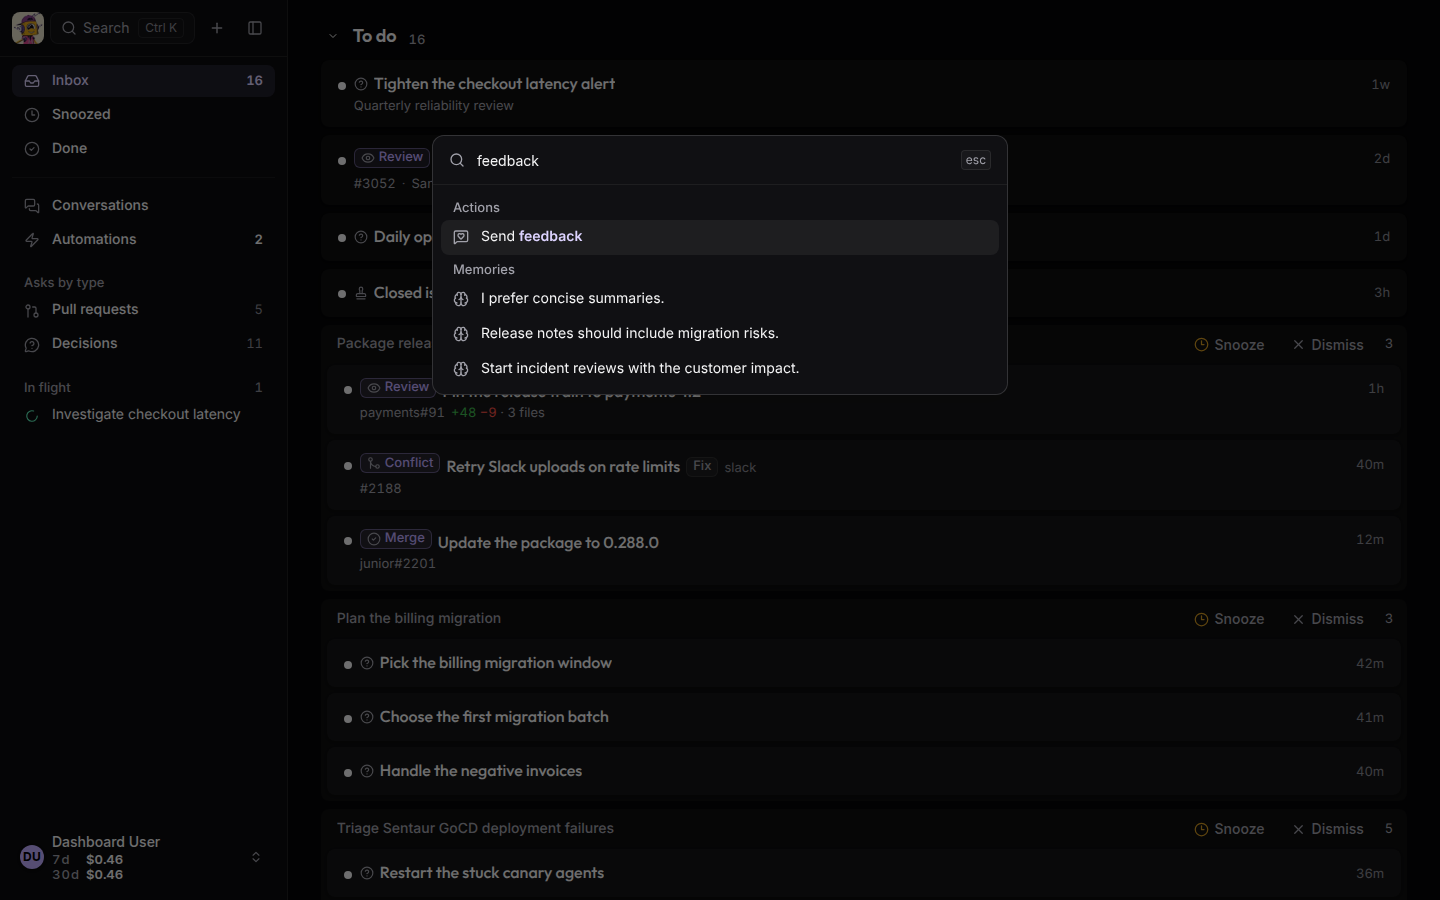 Search Ctrl K
Inbox 16
Snoozed
Done
Conversations
Automations 2
Asks by type
Pull requests 5
Decisions 11
In flight 1
Investigate checkout latency
Dashboard User
DU
7d $0.46
30d $0.46
To do 16
Tighten the checkout latency alert 1w
Quarterly reliability review
Review 2d
#3052 ·
Daily 1d
Closed 3h
feedback esc
Actions
Send feedback
Memories
I prefer concise summaries.
Release notes should include migration risks.
Start incident reviews with the customer impact.
Package Snooze Dismiss 3
Review 1h
payments#91 +48 −9 · 3 files
Conflict Retry Slack uploads on rate limits Fix slack 40m
#2188
Merge Update the package to 0.288.0 12m
junior#2201
Plan the billing migration Snooze Dismiss 3
Pick the billing migration window 42m
Choose the first migration batch 41m
Handle the negative invoices 40m
Triage Sentaur GoCD deployment failures Snooze Dismiss 5
Restart the stuck canary agents 36m